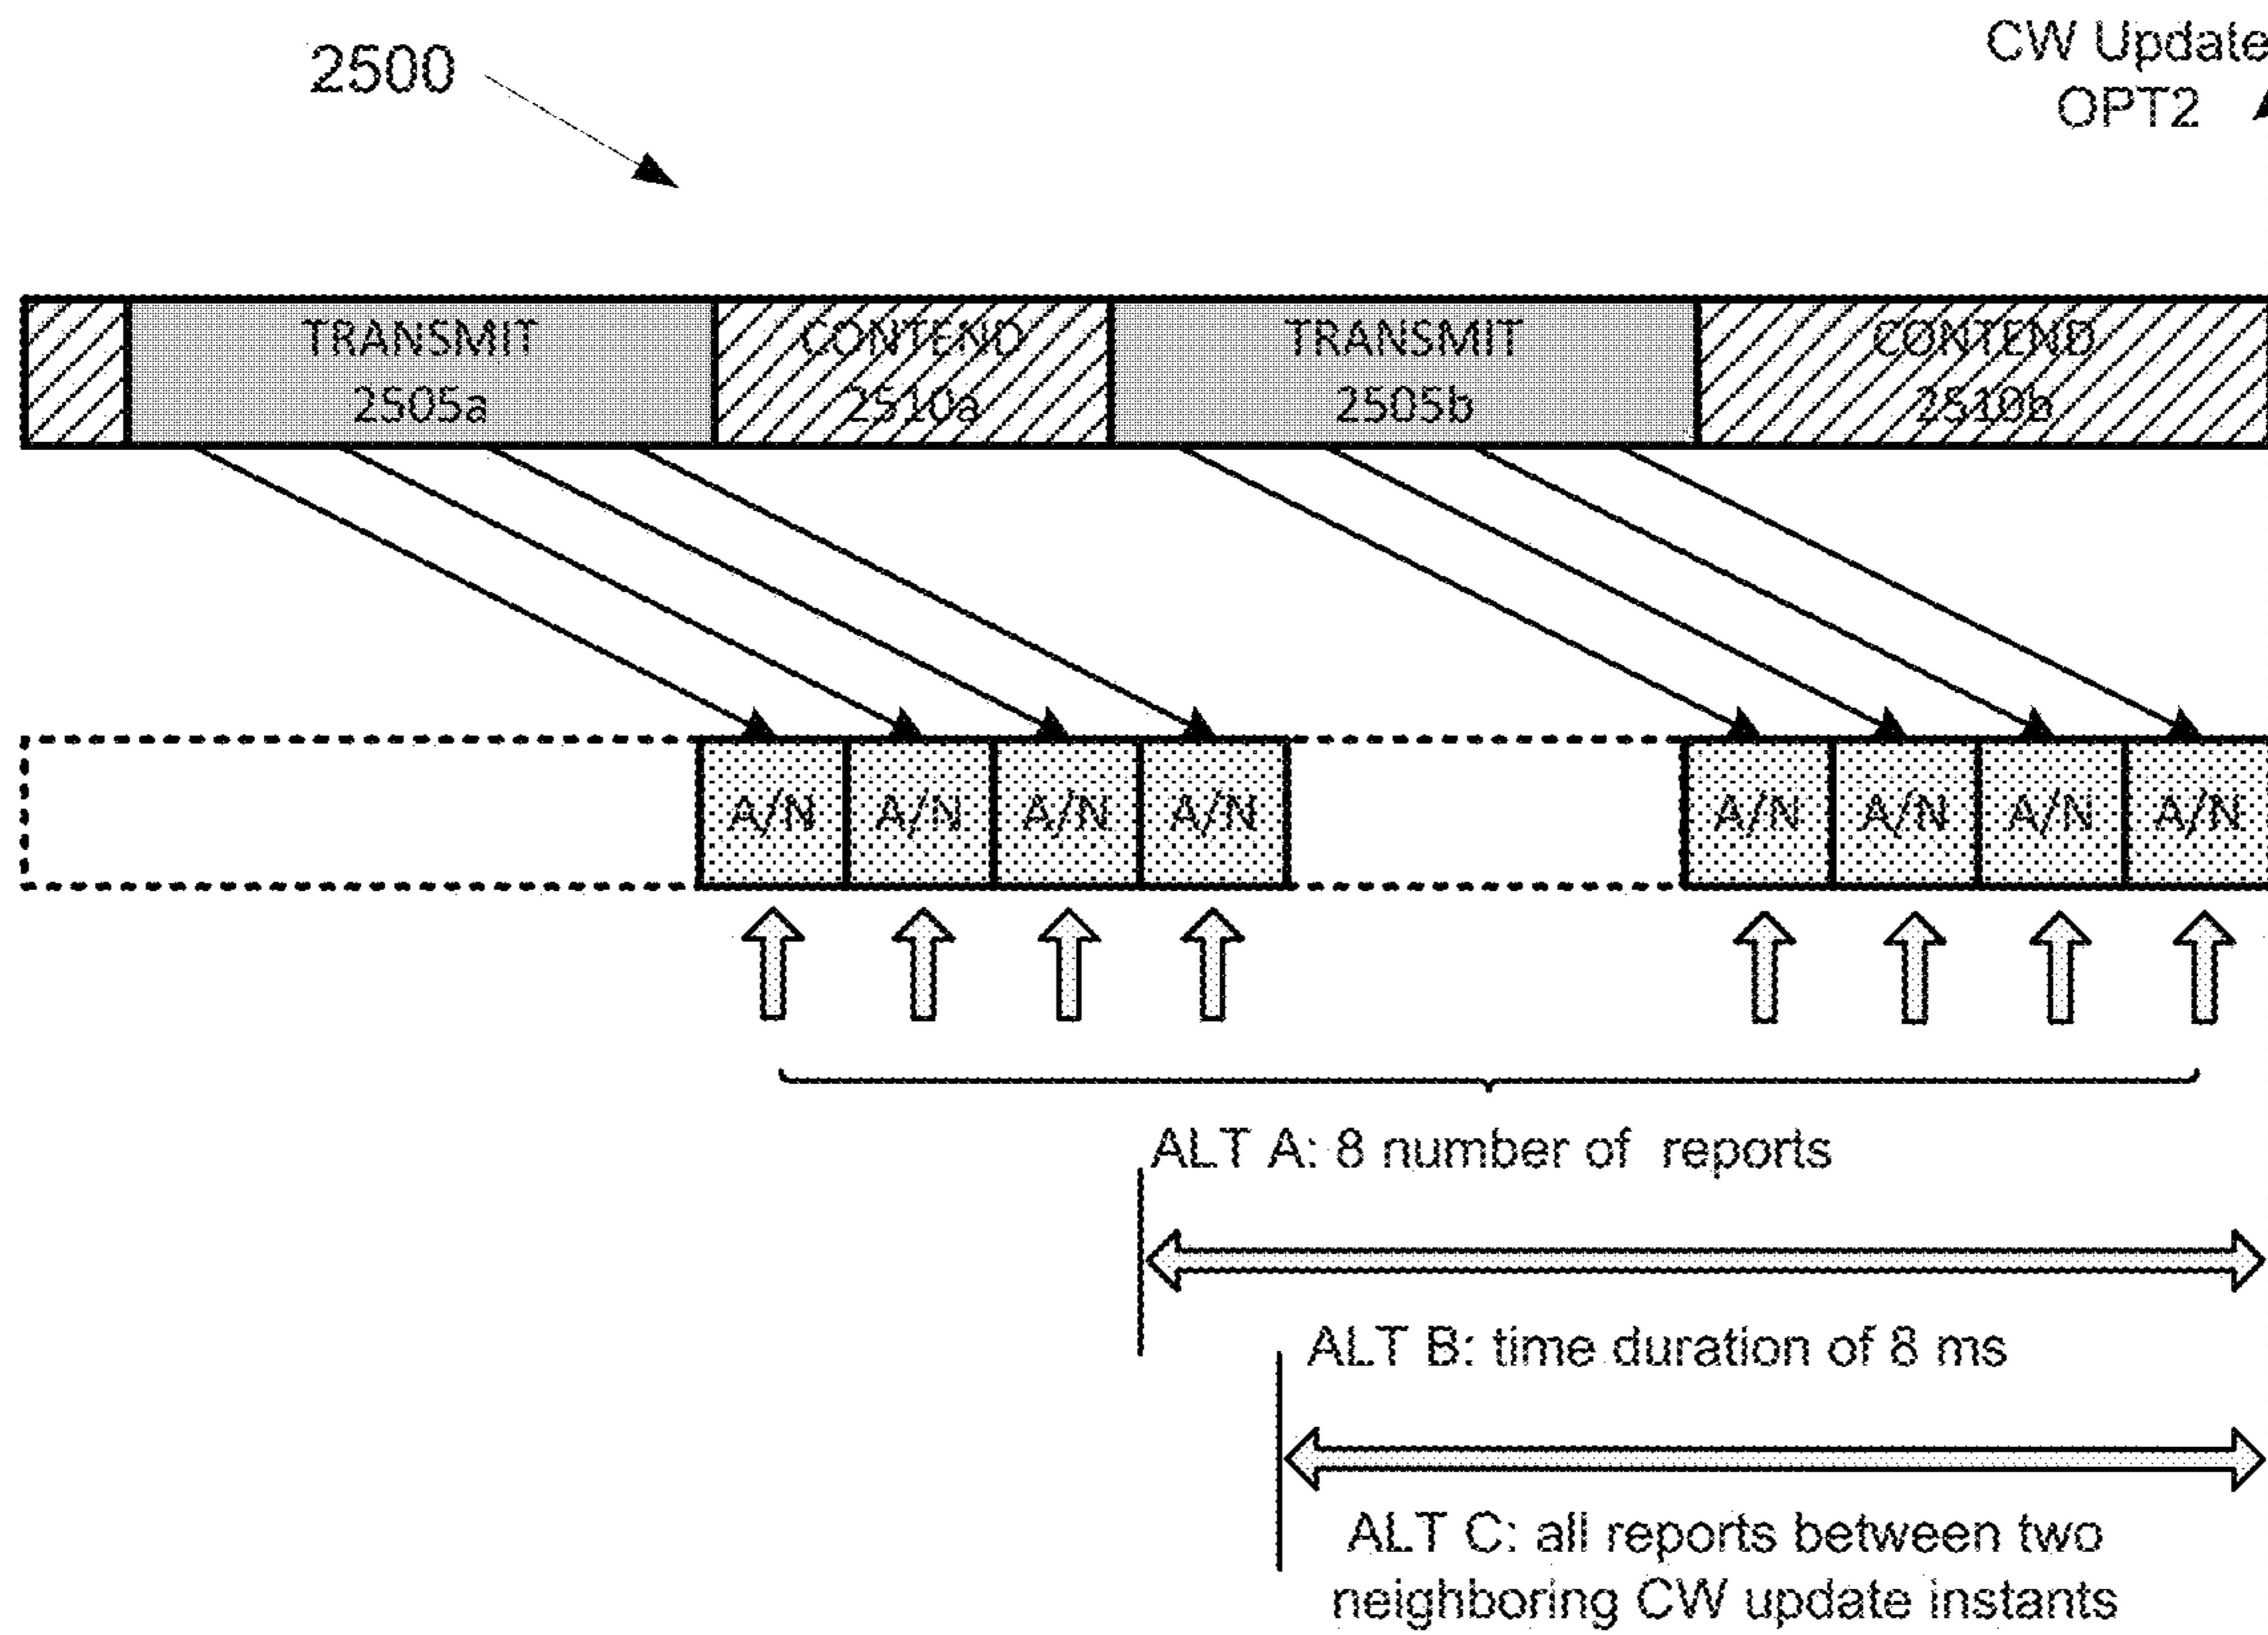 2500
CW Update
OPT2
TRANSMIT
2505a
CONTEND
2510a
TRANSMIT
2505b
CONTEND
2510b
A/N
A/N
A/N
A/N
A/N
A/N
A/N
A/N
ALT A: 8 number of reports
ALT B: time duration of 8 ms
ALT C: all reports between two
neighboring CW update instants